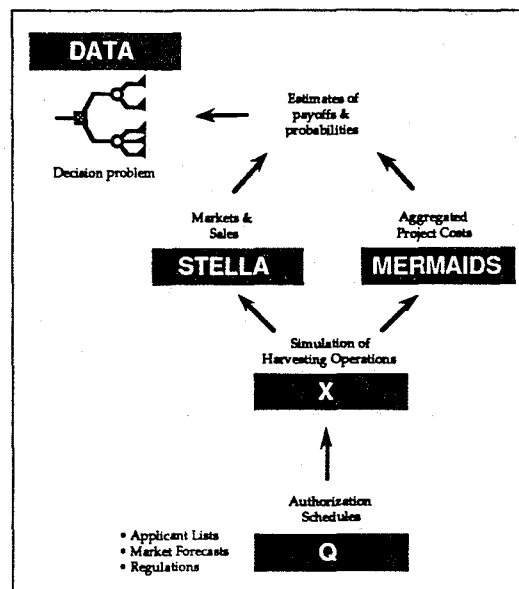 DATA
Estimates of
payoffs &
probabilities
Decision problem
Markets &
Sales
Aggregated
Project Costs
STELLA
MERMAIDS
Simulation of
Harvesting Operations
X
Authorization
Schedules
• Applicant Lists
• Market Forecasts
• Regulations
Q